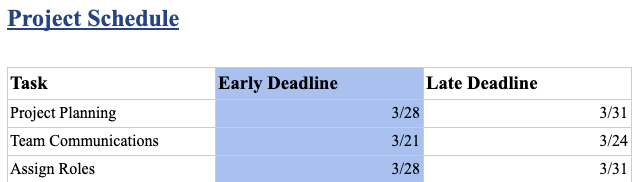 Project Schedule
Task Early Deadline Late Deadline
Project Planning 3/28 3/31
Team Communications 3/21 3/24
Assign Roles 3/28 3/31